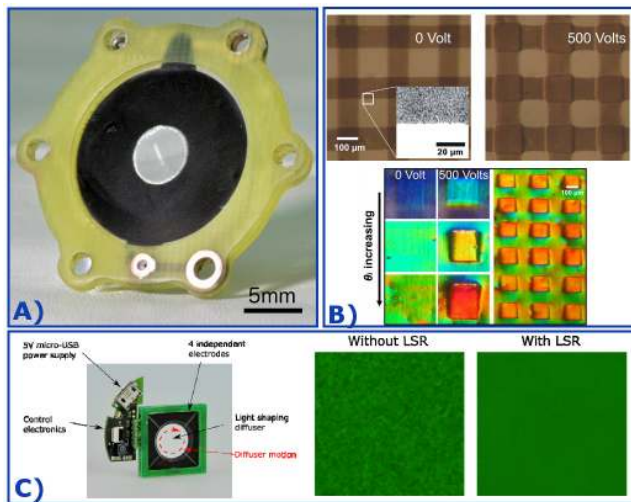 5mm
A)
0 Volt
500 Volts
100 µm
20 µm
0 Volt
500 Volts
100 µm
θᵢ increasing
B)
5V micro-USB
power supply
4 independent
electrodes
Control
electronics
Light shaping
diffuser
Diffuser motion
C)
Without LSR
With LSR